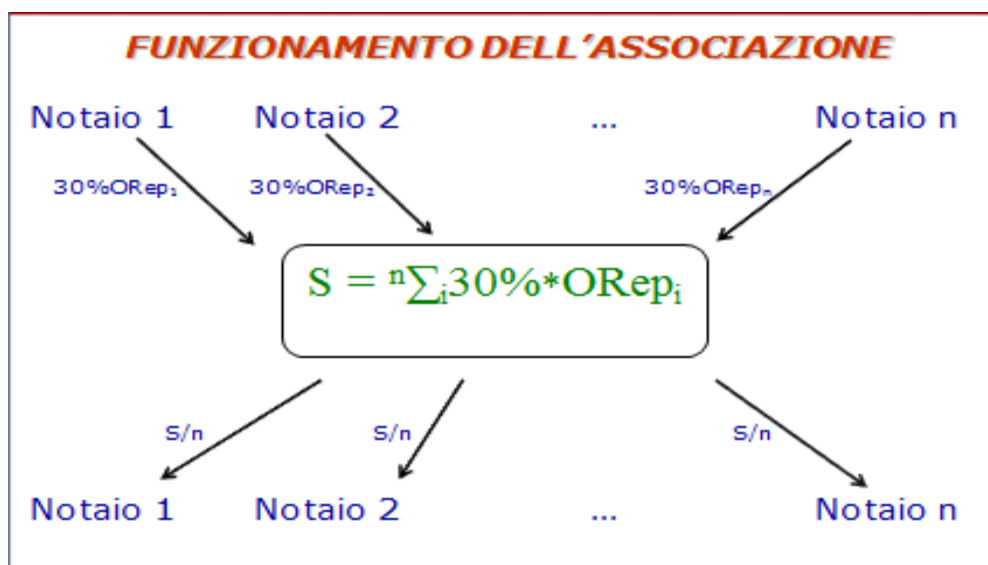 FUNZIONAMENTO DELL'ASSOCIAZIONE
Notaio 1 Notaio 2 ... Notaio n
30%ORep₁ 30%ORep₂ 30%ORepₙ
S = ⁿ∑ᵢ30%*ORepᵢ
S/n S/n S/n
Notaio 1 Notaio 2 ... Notaio n